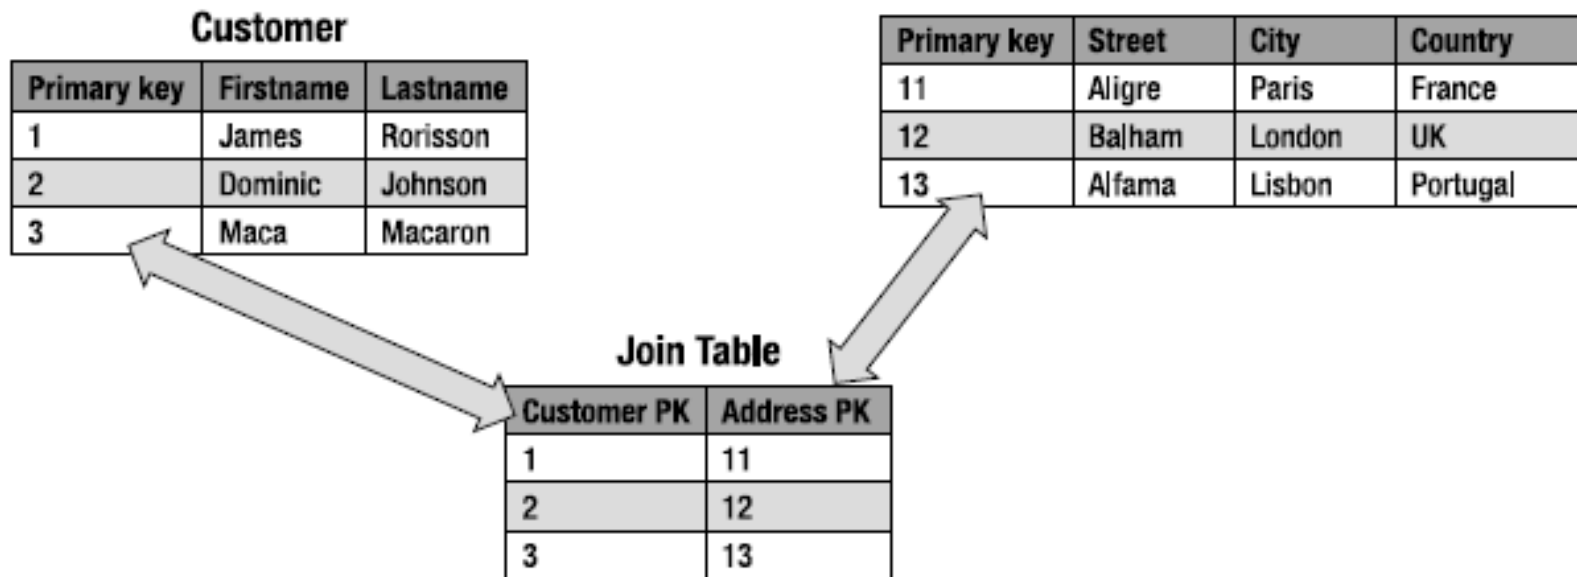 Customer
Primary key Firstname Lastname
1 James Rorisson
2 Dominic Johnson
3 Maca Macaron
Primary key Street City Country
11 Aligre Paris France
12 Balham London UK
13 Alfama Lisbon Portugal
Join Table
Customer PK Address PK
1 11
2 12
3 13